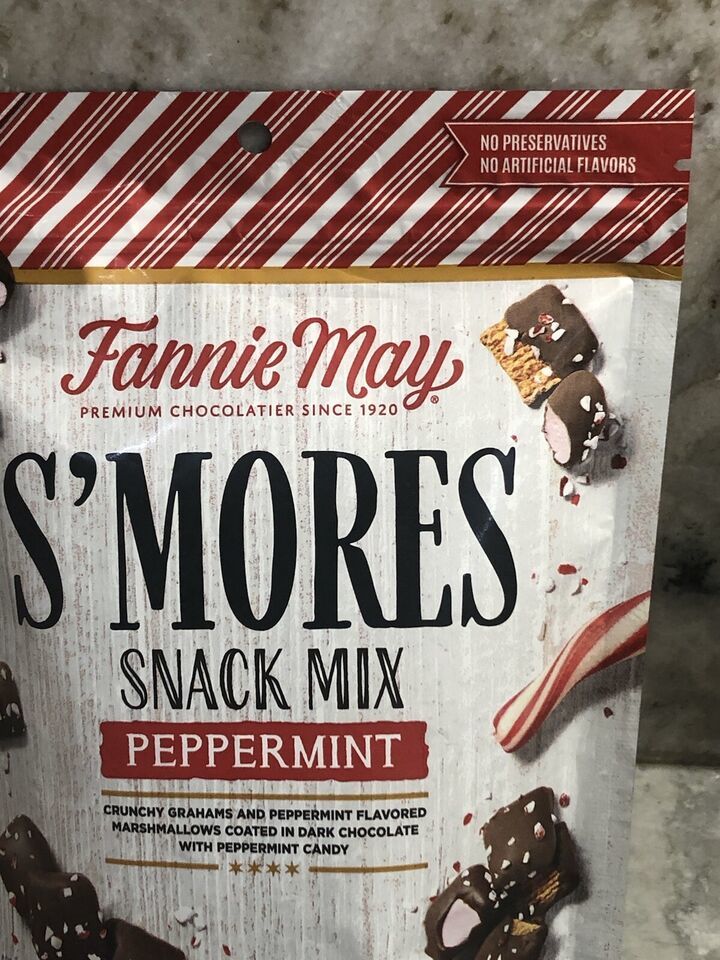 NO PRESERVATIVES
NO ARTIFICIAL FLAVORS
Fannie May®
PREMIUM CHOCOLATIER SINCE 1920
S'MORES
SNACK MIX
PEPPERMINT
CRUNCHY GRAHAMS AND PEPPERMINT FLAVORED
MARSHMALLOWS COATED IN DARK CHOCOLATE
WITH PEPPERMINT CANDY